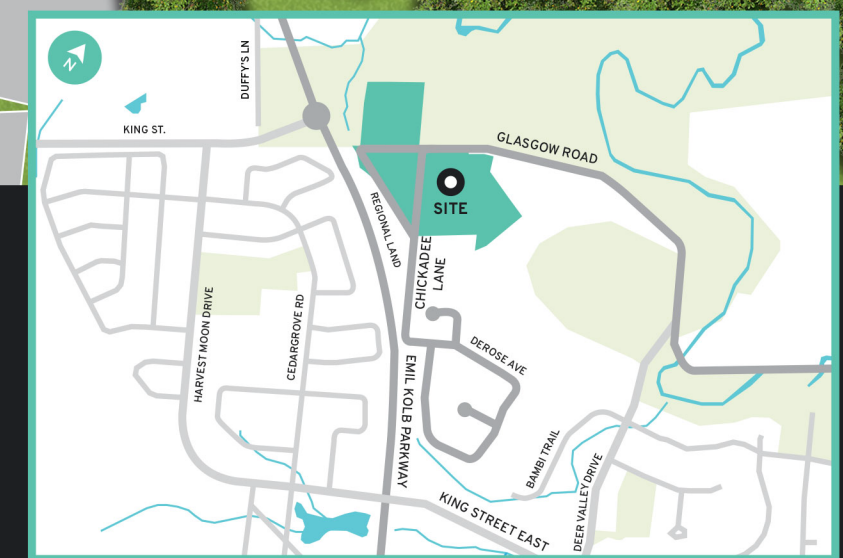 N
DUFFY'S LN
KING ST.
GLASGOW ROAD
SITE
REGIONAL LAND
CHICKADEE
LANE
HARVEST MOON DRIVE
CEDARGROVE RD
DEROSE AVE
EMIL KOLB PARKWAY
BAMBI TRAIL
DEER VALLEY DRIVE
KING STREET EAST